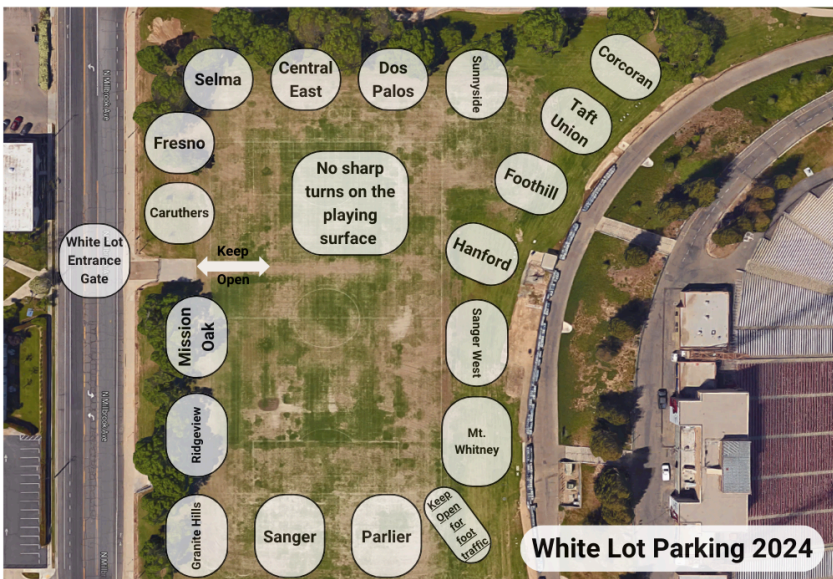 Corcoran
Selma
Central
East
Dos
Palos
Sunnyside
Taft
Union
Fresno
No sharp
turns on the
playing
surface
Foothill
Caruthers
White Lot
Entrance
Gate
Keep
Open
Hanford
Mission
Oak
Sanger West
Ridgeview
Mt.
Whitney
Granite Hills
Sanger
Parlier
Keep
Open
for
foot
traffic
White Lot Parking 2024